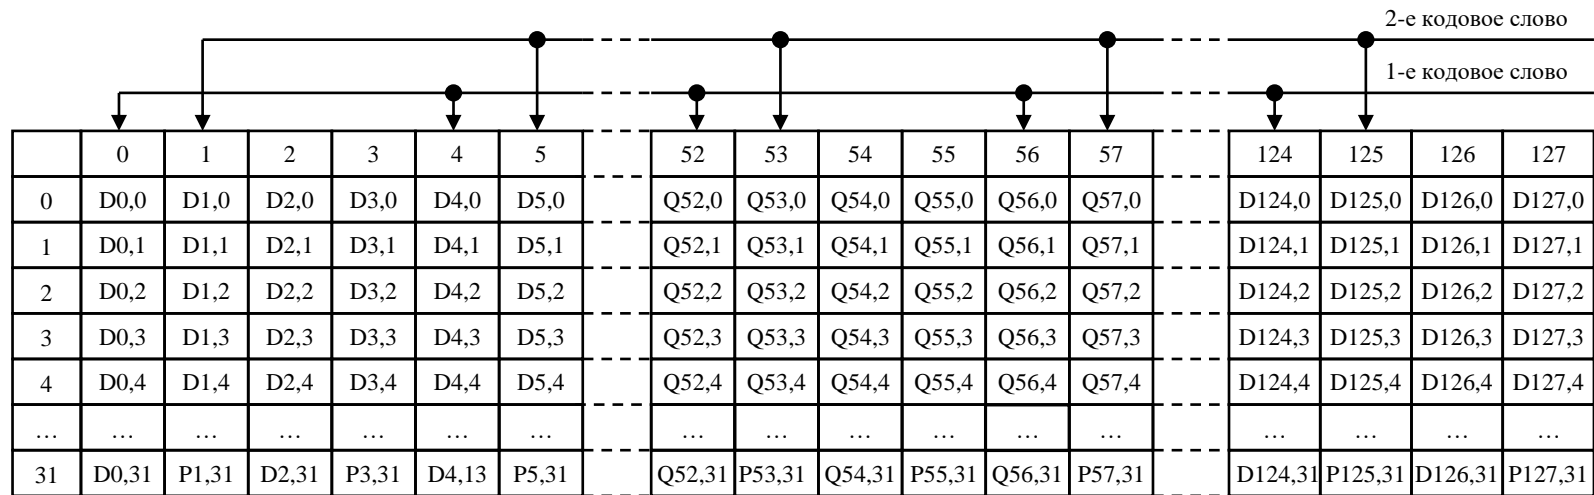 2-е кодовое слово
1-е кодовое слово
0 1 2 3 4 5 52 53 54 55 56 57 124 125 126 127
0 D0,0 D1,0 D2,0 D3,0 D4,0 D5,0 Q52,0 Q53,0 Q54,0 Q55,0 Q56,0 Q57,0 D124,0 D125,0 D126,0 D127,0
1 D0,1 D1,1 D2,1 D3,1 D4,1 D5,1 Q52,1 Q53,1 Q54,1 Q55,1 Q56,1 Q57,1 D124,1 D125,1 D126,1 D127,1
2 D0,2 D1,2 D2,2 D3,2 D4,2 D5,2 Q52,2 Q53,2 Q54,2 Q55,2 Q56,2 Q57,2 D124,2 D125,2 D126,2 D127,2
3 D0,3 D1,3 D2,3 D3,3 D4,3 D5,3 Q52,3 Q53,3 Q54,3 Q55,3 Q56,3 Q57,3 D124,3 D125,3 D126,3 D127,3
4 D0,4 D1,4 D2,4 D3,4 D4,4 D5,4 Q52,4 Q53,4 Q54,4 Q55,4 Q56,4 Q57,4 D124,4 D125,4 D126,4 D127,4
… … … … … … … … … … … … … … … … …
31 D0,31 P1,31 D2,31 P3,31 D4,13 P5,31 Q52,31 P53,31 Q54,31 P55,31 Q56,31 P57,31 D124,31 P125,31 D126,31 P127,31